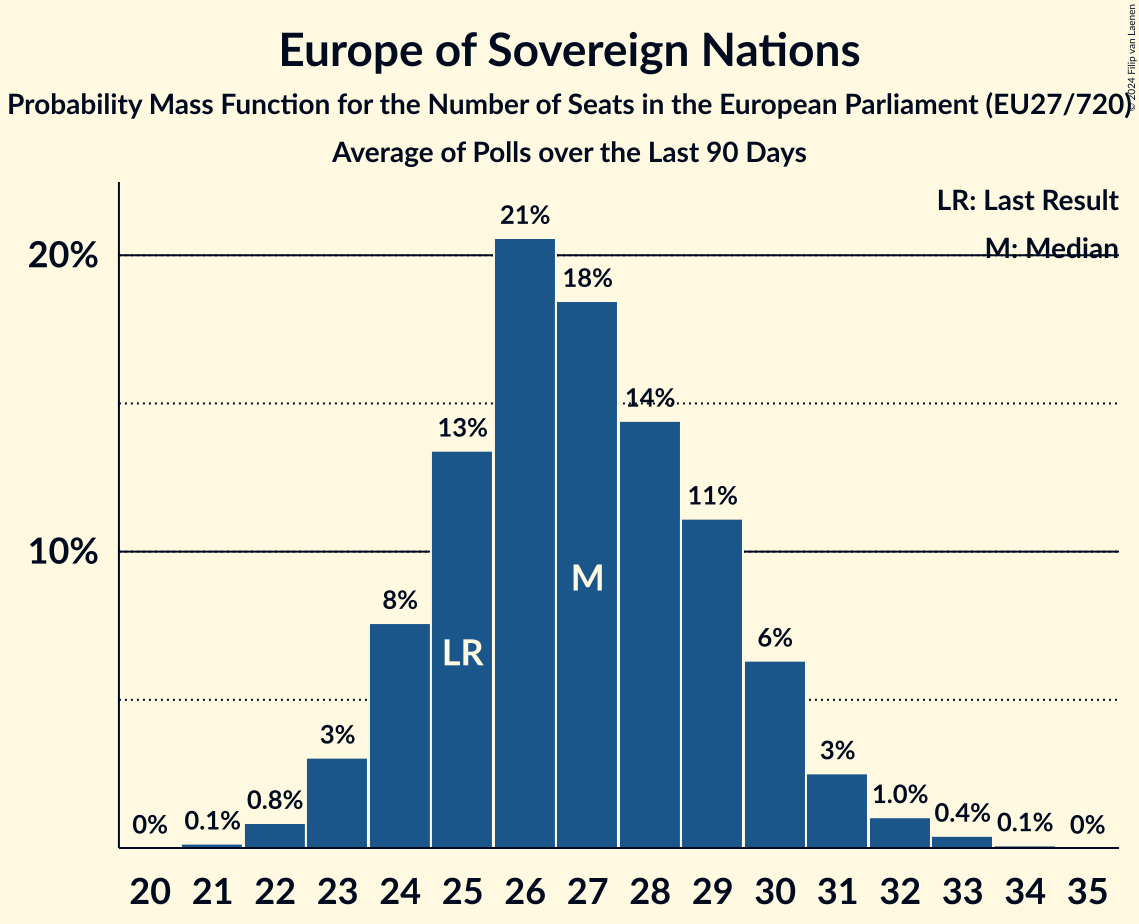 Europe of Sovereign Nations
Probability Mass Function for the Number of Seats in the European Parliament (EU27/720)
Average of Polls over the Last 90 Days
© 2024 Filip van Laenen
LR: Last Result
M: Median
20%
10%
0%
0.1%
0.8%
3%
8%
13%
21%
18%
14%
11%
6%
3%
1.0%
0.4%
0.1%
0%
LR
M
20 21 22 23 24 25 26 27 28 29 30 31 32 33 34 35